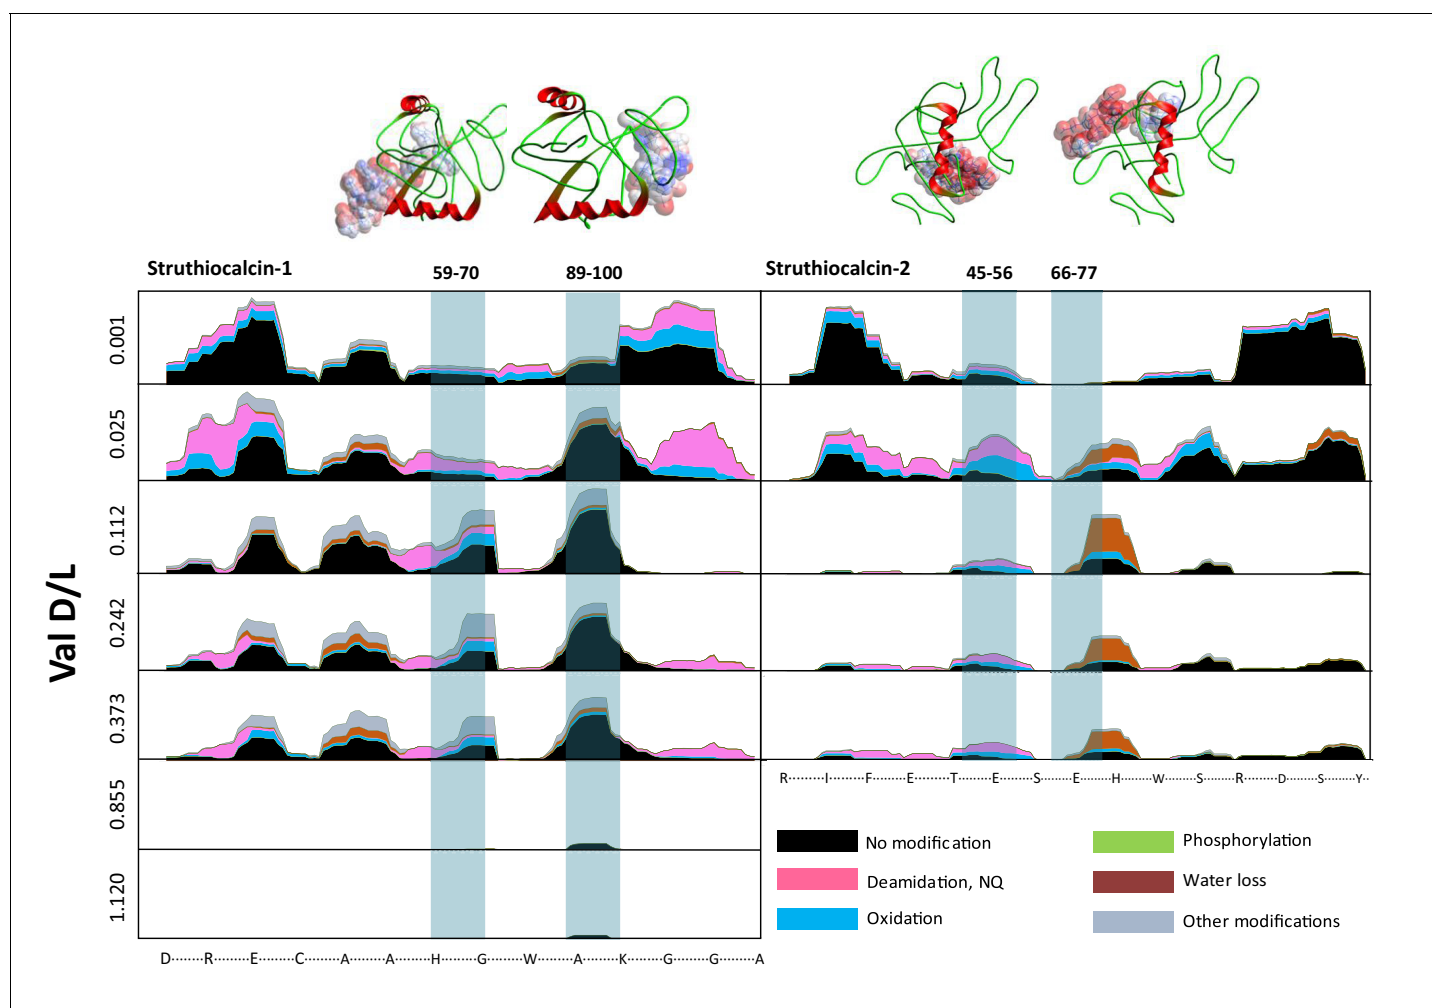 Struthiocalcin-1
59-70
89-100
Struthiocalcin-2
45-56
66-77
Val D/L
0.001
0.025
0.112
0.242
0.373
0.855
1.120
D········R········E········C········A········A········H········G········W········A········K········G········G········A
R········I········F········E········T········E········S········E········H········W········S········R········D········S········Y··
No modification
Deamidation, NQ
Oxidation
Phosphorylation
Water loss
Other modifications